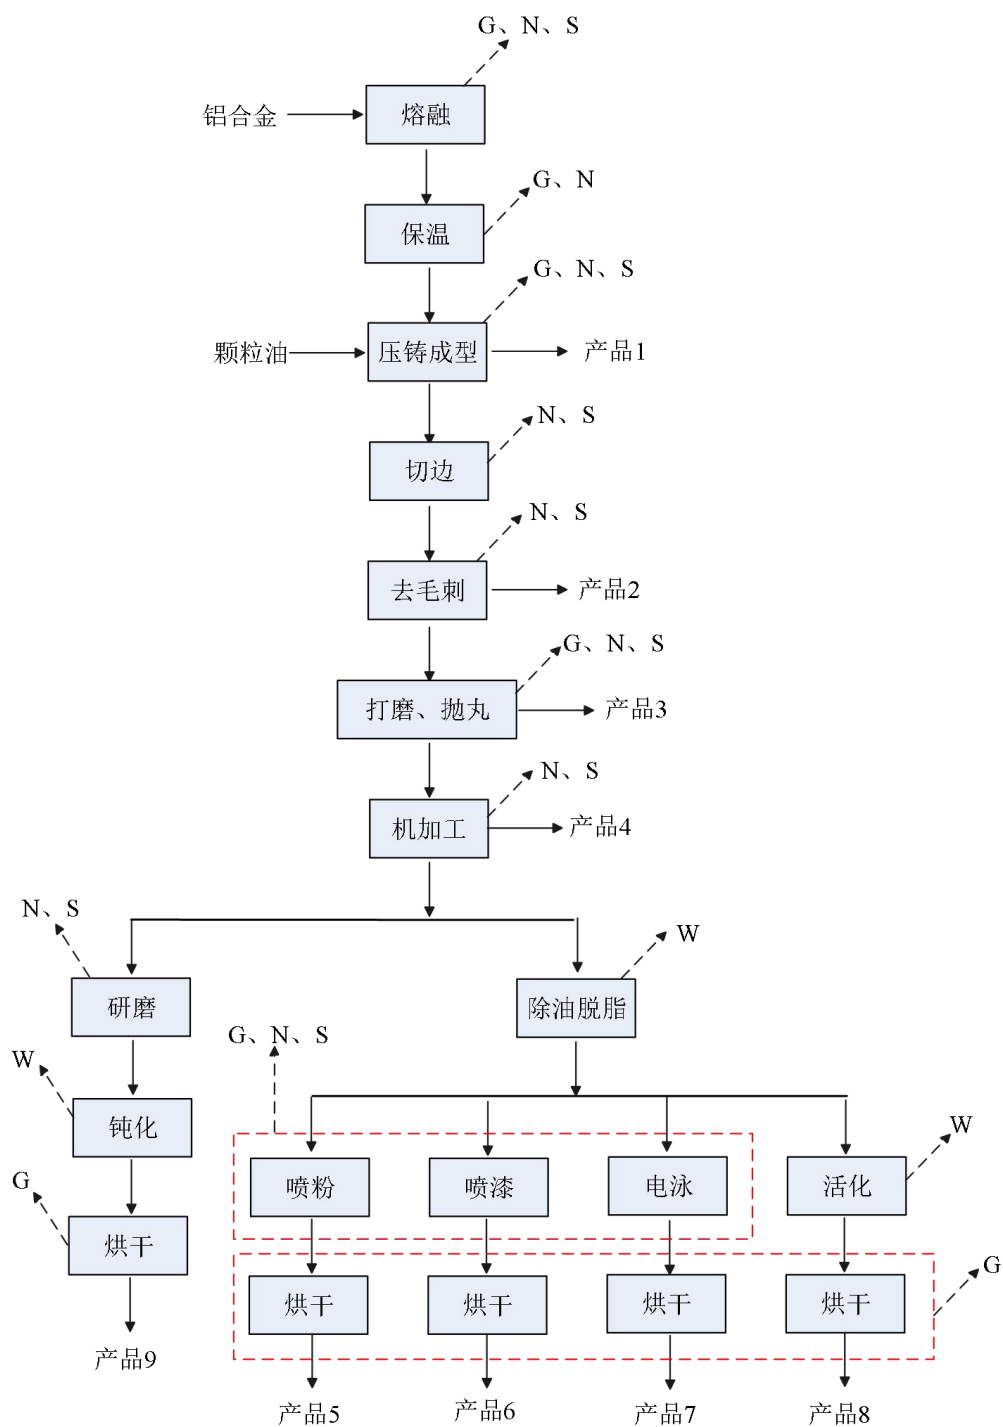 G、N、S
铝合金
熔融
G、N
保温
G、N、S
颗粒油
压铸成型
产品1
N、S
切边
N、S
去毛刺
产品2
G、N、S
打磨、抛丸
产品3
N、S
机加工
产品4
N、S
W
研磨
除油脱脂
G、N、S
W
钝化
W
喷粉
喷漆
电泳
活化
G
烘干
G
烘干
烘干
烘干
烘干
产品9
产品5
产品6
产品7
产品8